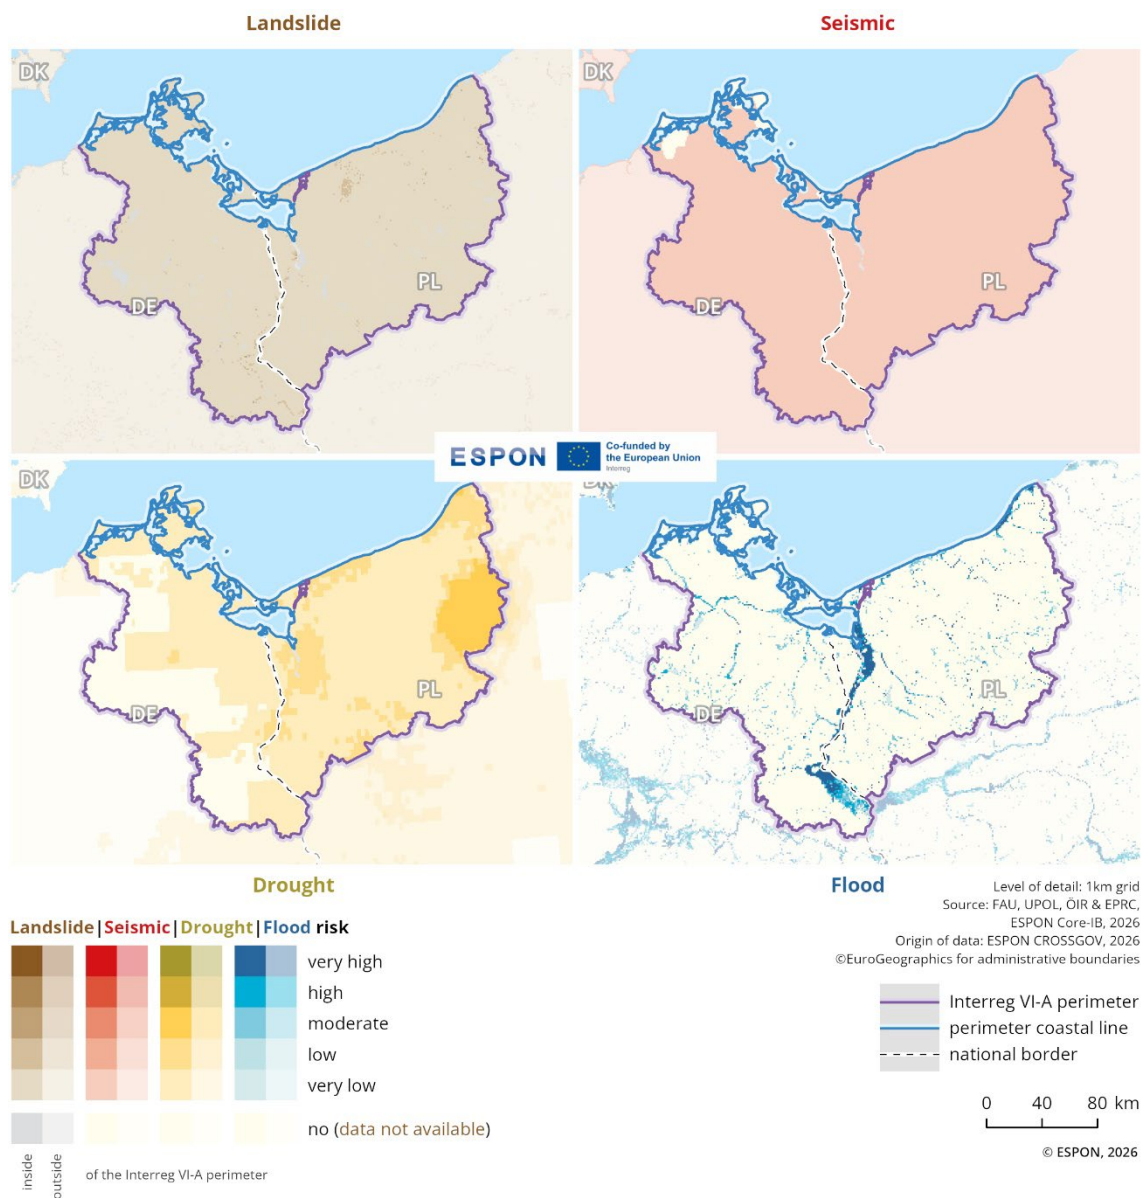 Landslide
Seismic
DK
DE
PL
DK
DE
PL
ESPON
Co-funded by
the European Union
Interreg
DK
DE
PL
DK
DE
PL
Drought
Flood
Level of detail: 1km grid
Source: FAU, UPOL, ÖIR & EPRC,
ESPON Core-IB, 2026
Origin of data: ESPON CROSSGOV, 2026
©EuroGeographics for administrative boundaries
Landslide|Seismic|Drought|Flood risk
very high
high
moderate
low
very low
no (data not available)
inside
outside
of the Interreg VI-A perimeter
Interreg VI-A perimeter
perimeter coastal line
national border
0 40 80 km
© ESPON, 2026